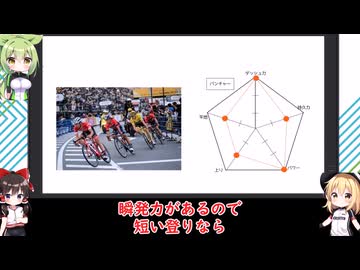 ダッシュ力
パンチャー
平地
持久力
上り
パワー
瞬発力があるので
短い登りなら